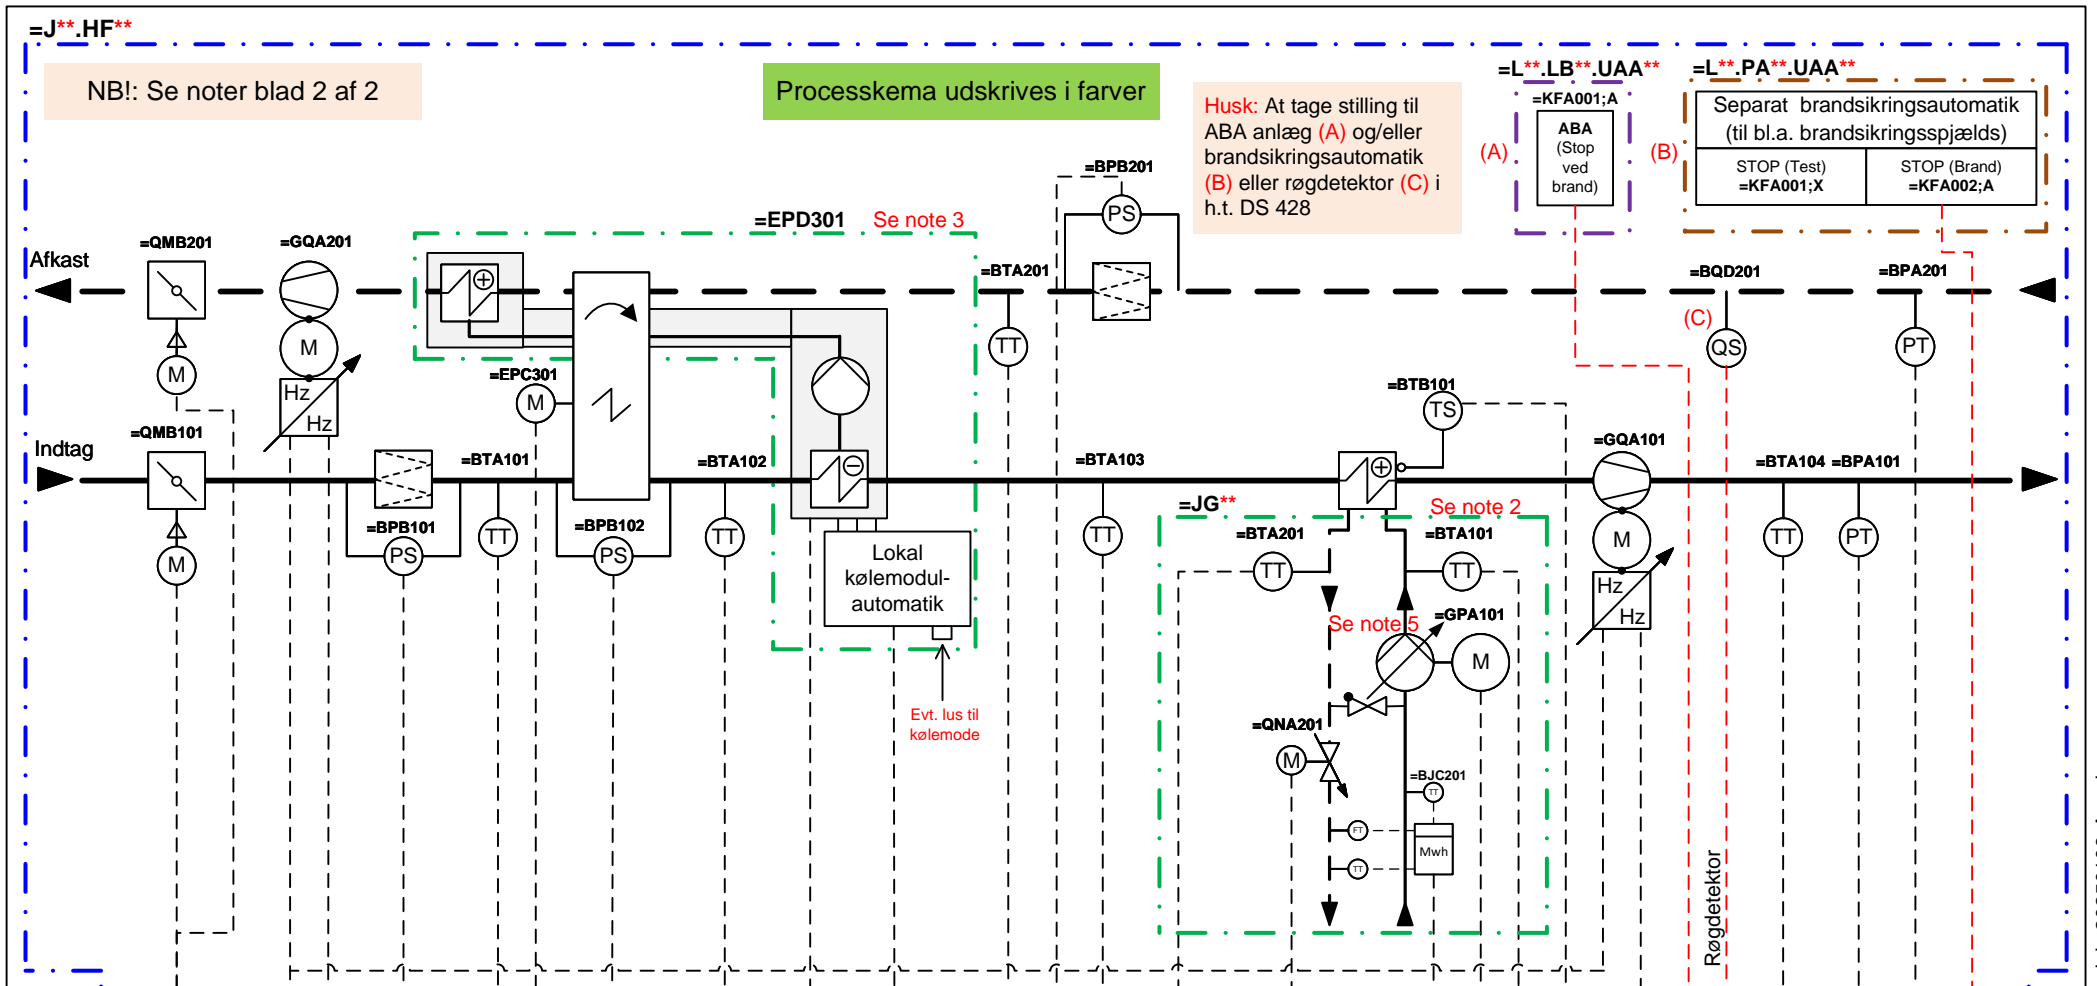 =J**.HF**
NB!: Se noter blad 2 af 2
Processkema udskrives i farver
Husk: At tage stilling til
ABA anlæg (A) og/eller
brandsikringsautomatik
(B) eller røgdetektor (C) i
h.t. DS 428
=L**.LB**.UAA**
=KFA001;A
(A)
ABA
(Stop
ved
brand)
=L**.PA**.UAA**
(B)
Separat brandsikringsautomatik
(til bl.a. brandsikringsspjælds)
STOP (Test)
=KFA001;X
STOP (Brand)
=KFA002;A
=BPB201
PS
=EPD301
Se note 3
Afkast
=QMB201
M
=GQA201
M
Hz
Hz
=BTA201
TT
=BQD201
(C)
QS
=BPA201
PT
=EPC301
M
=BTB101
TS
Indtag
=QMB101
M
=BPB101
PS
=BTA101
TT
=BPB102
PS
=BTA102
TT
Lokal
kølemodul-
automatik
Evt. lus til
kølemode
=BTA103
TT
=JG**
Se note 2
=BTA201
TT
=BTA101
TT
Se note 5
=GPA101
M
=QNA201
M
=BJC201
TT
FT
TT
Mwh
=GQA101
M
Hz
Hz
=BTA104
TT
=BPA101
PT
Røgdetektor